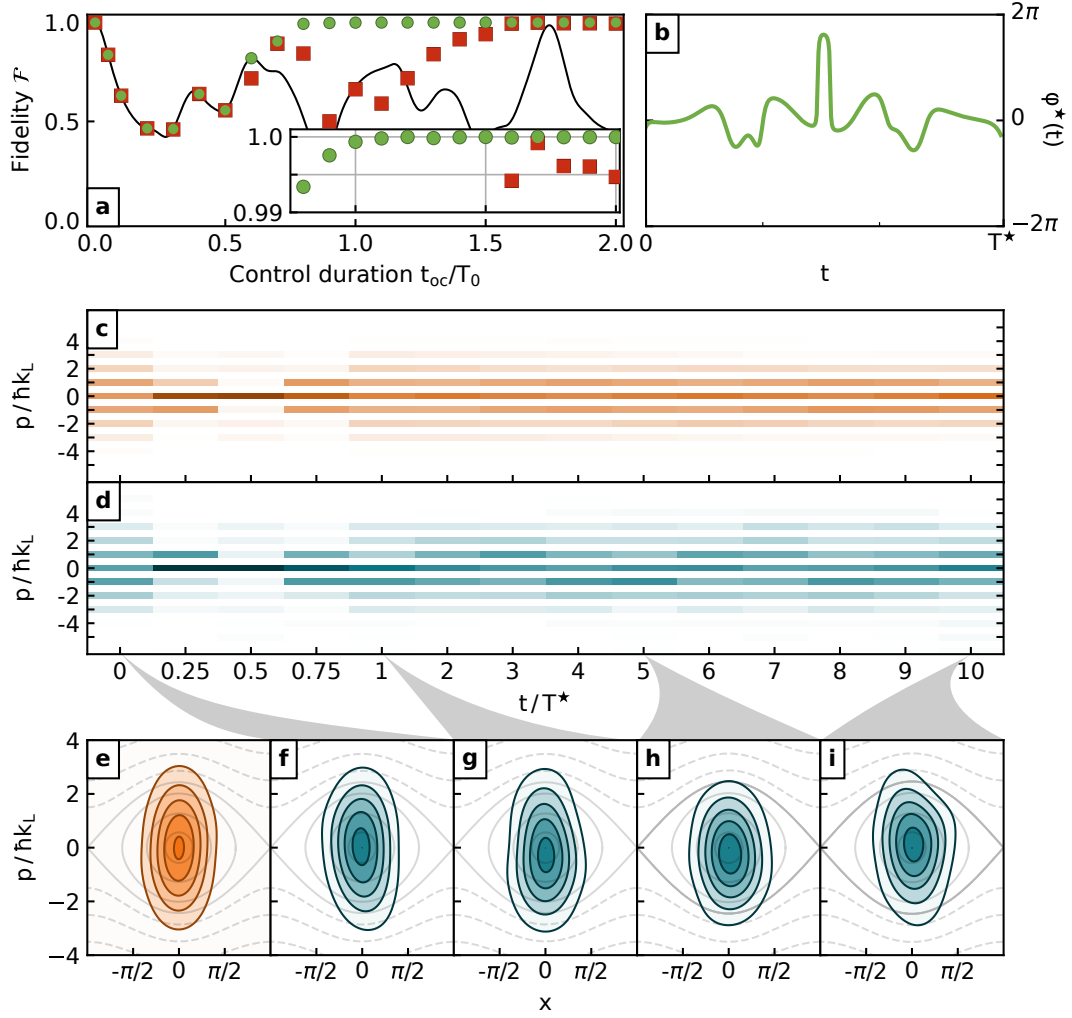 1.0
0.5
0.0
Fidelity ℱ
a
1.0
0.99
0.0 0.5 1.0 1.5 2.0
Control duration t_oc/T_0
b
2π
0
−2π
φ★(t)
0 T★
t
c
4
2
0
-2
-4
p/ħk_L
d
4
2
0
-2
-4
p/ħk_L
0 0.25 0.5 0.75 1 2 3 4 5 6 7 8 9 10
t/T★
e f g h i
4
2
0
−2
−4
p/ħk_L
-π/2 0 π/2 -π/2 0 π/2 -π/2 0 π/2 -π/2 0 π/2 -π/2 0 π/2
x